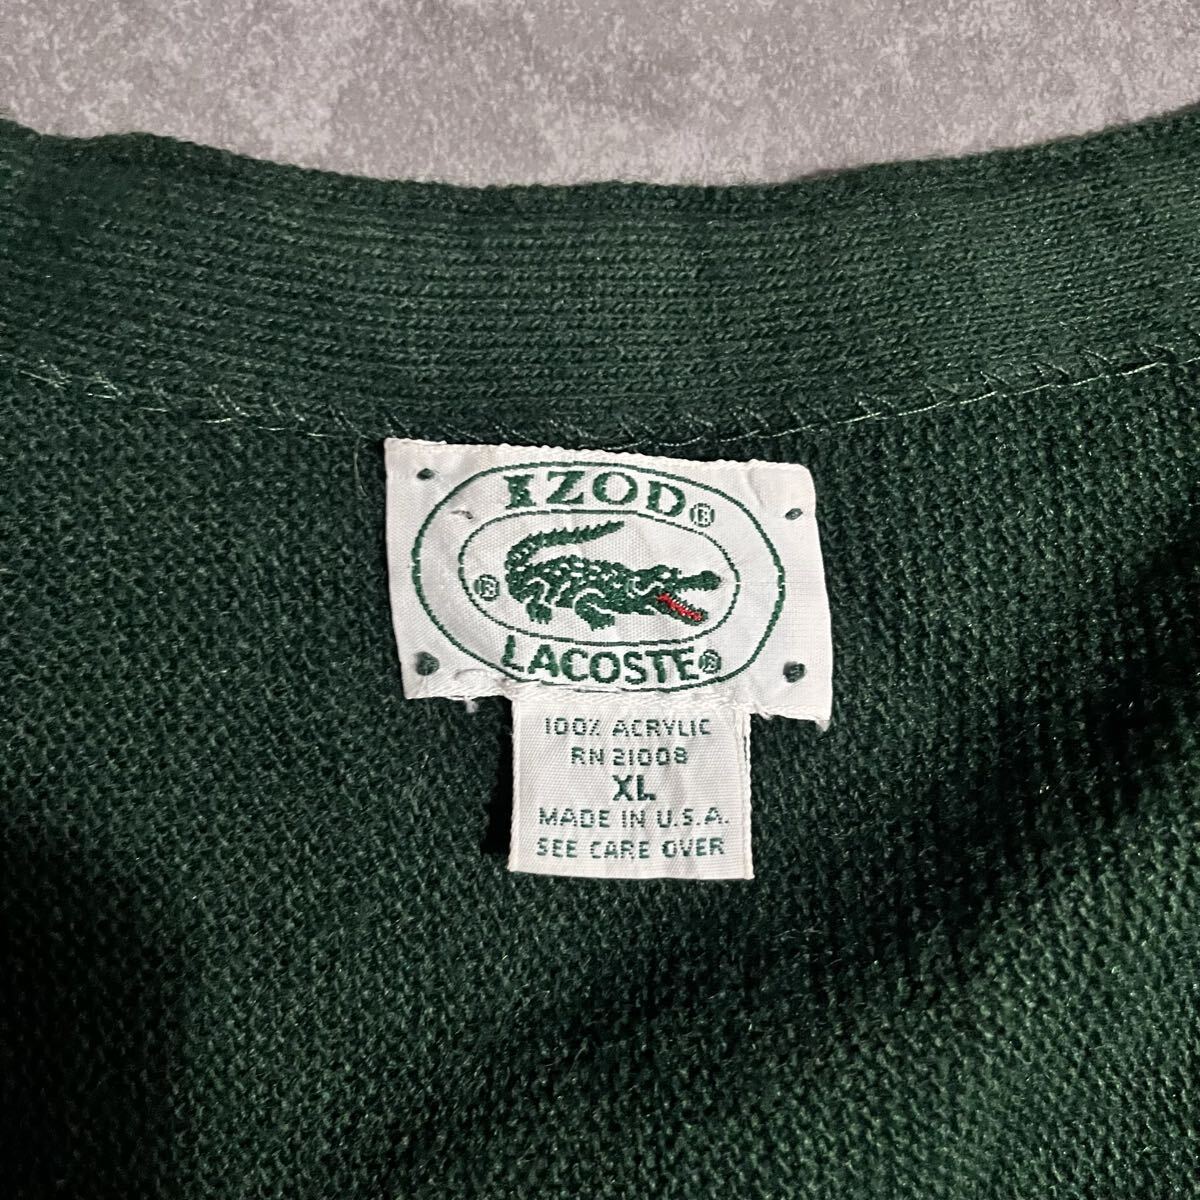 IZOD®
®
LACOSTE®
100% ACRYLIC
RN 21008
XL
MADE IN U.S.A.
SEE CARE OVER